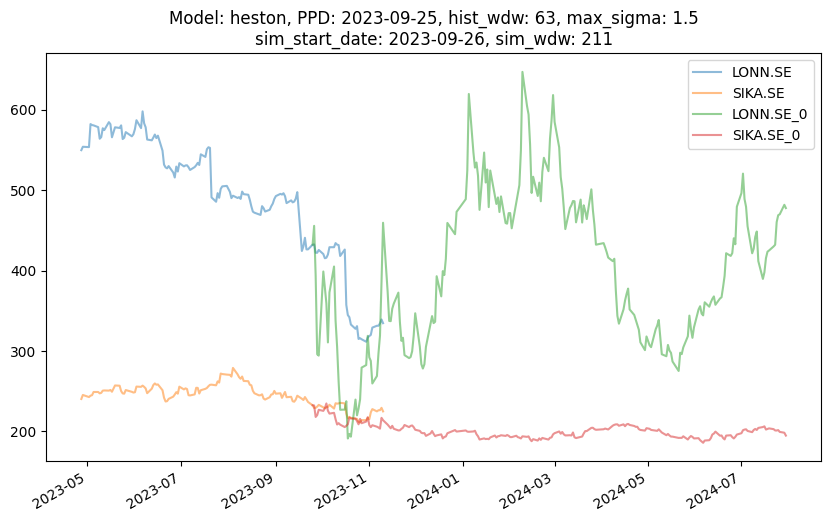 Model: heston, PPD: 2023-09-25, hist_wdw: 63, max_sigma: 1.5
sim_start_date: 2023-09-26, sim_wdw: 211
LONN.SE
SIKA.SE
LONN.SE_0
SIKA.SE_0
600
500
400
300
200
2023-05
2023-07
2023-09
2023-11
2024-01
2024-03
2024-05
2024-07